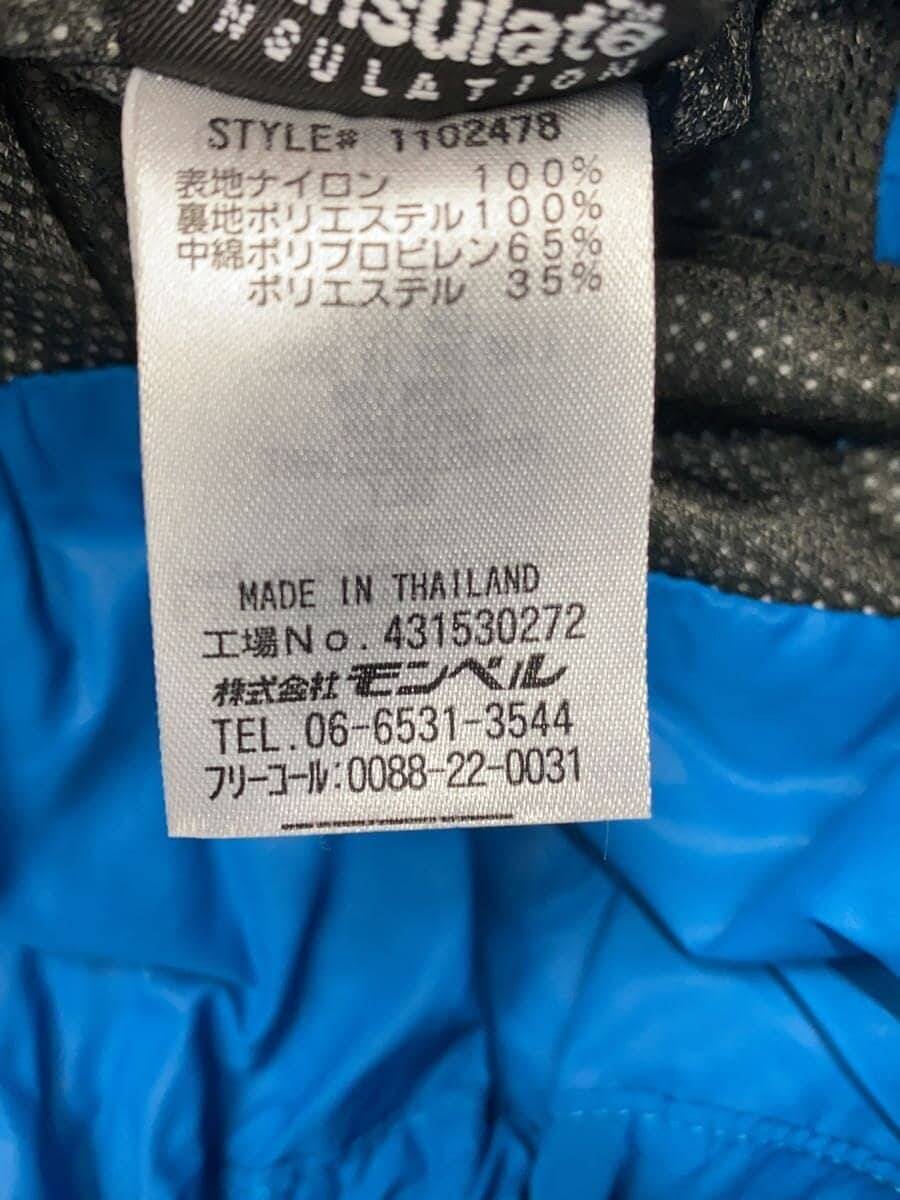 nsulate
INSULATION
STYLE# 1102478
表地ナイロン 100%
裏地ポリエステル100%
中綿ポリプロピレン65%
ポリエステル 35%
MADE IN THAILAND
工場No.431530272
株式会社モンベル
TEL.06-6531-3544
フリーコール:0088-22-0031